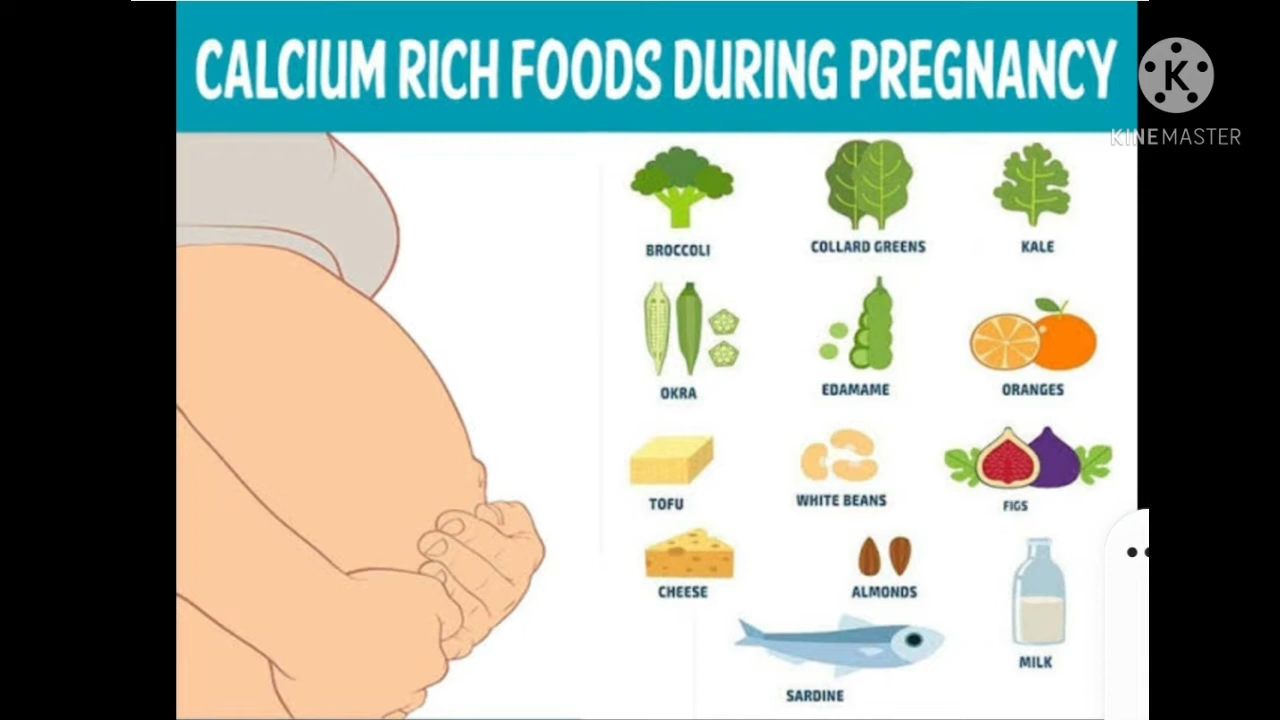 CALCIUM RICH FOODS DURING PREGNANCY
K
KINEMASTER
BROCCOLI
COLLARD GREENS
KALE
OKRA
EDAMAME
ORANGES
TOFU
WHITE BEANS
FIGS
CHEESE
ALMONDS
MILK
SARDINE